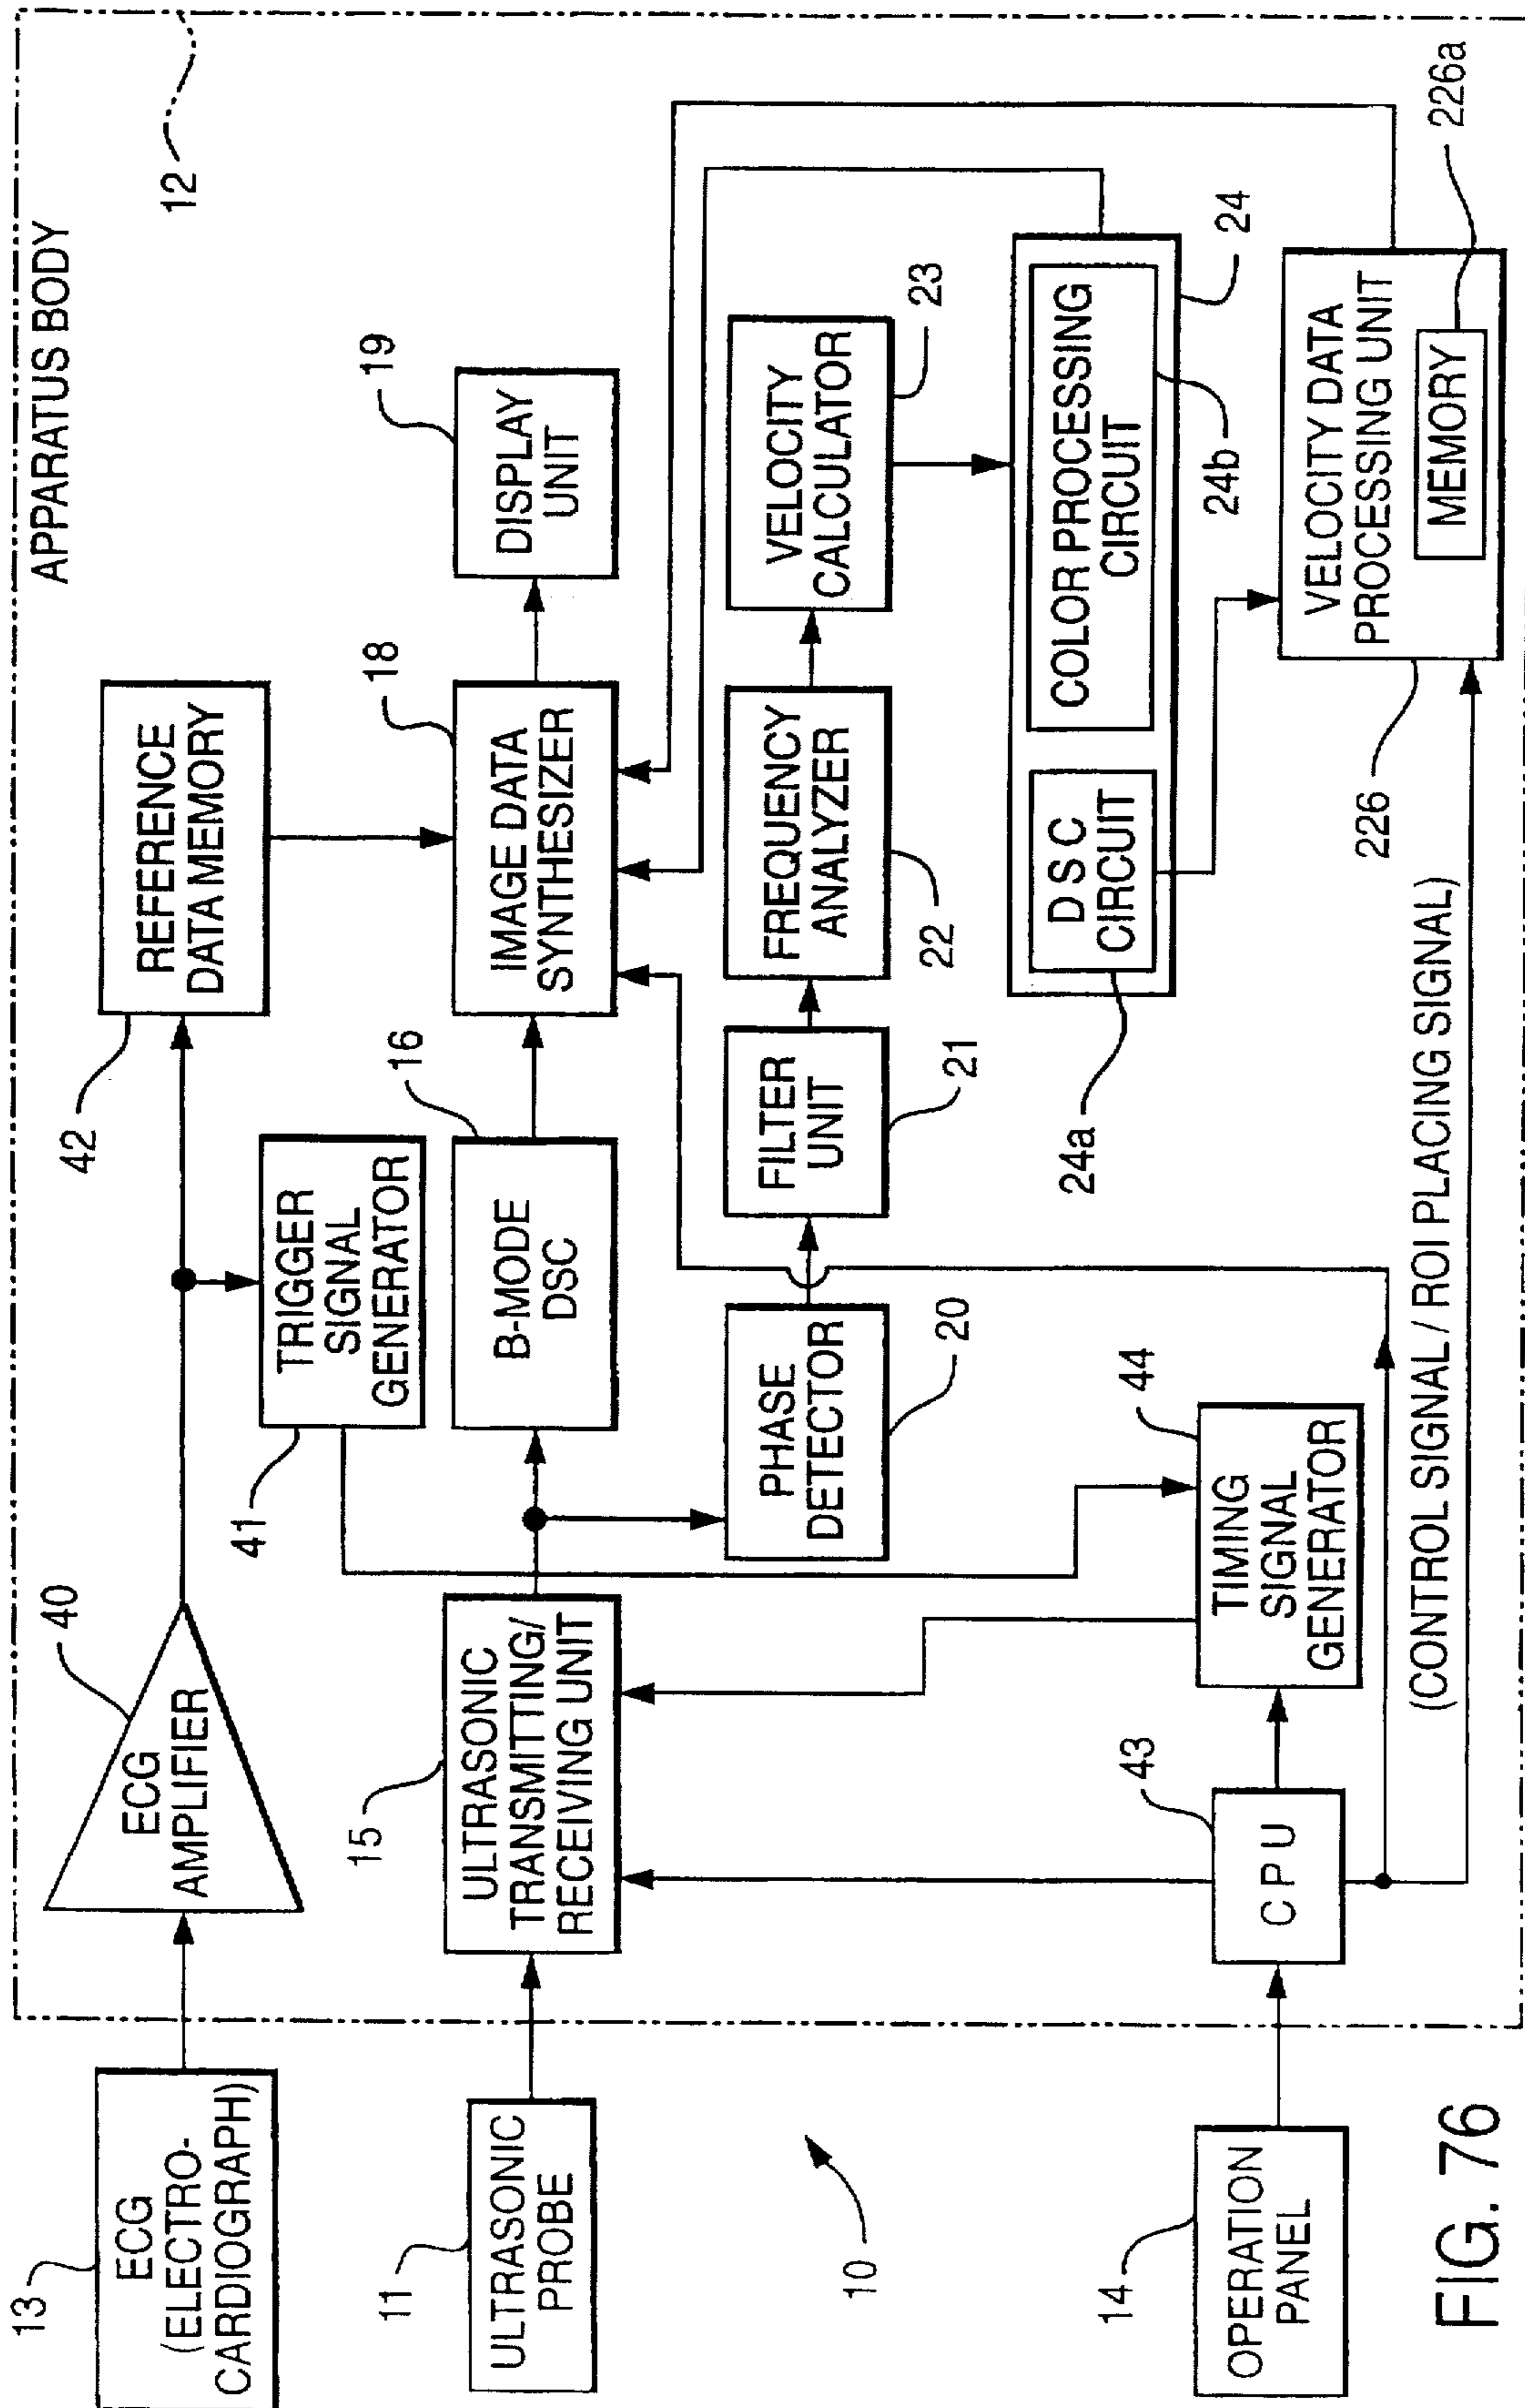 APPARATUS BODY
12
13
ECG
(ELECTRO-
CARDIOGRAPH)
40
ECG
AMPLIFIER
42
REFERENCE
DATA MEMORY
41
TRIGGER
SIGNAL
GENERATOR
11
ULTRASONIC
PROBE
15
ULTRASONIC
TRANSMITTING/
RECEIVING UNIT
16
B-MODE
DSC
18
IMAGE DATA
SYNTHESIZER
19
DISPLAY
UNIT
10
PHASE
DETECTOR
20
FILTER
UNIT
21
FREQUENCY
ANALYZER
22
VELOCITY
CALCULATOR
23
24a
DSC
CIRCUIT
COLOR PROCESSING
CIRCUIT
24b
24
14
OPERATION
PANEL
43
CPU
44
TIMING
SIGNAL
GENERATOR
(CONTROL SIGNAL / ROI PLACING SIGNAL)
226
VELOCITY DATA
PROCESSING UNIT
MEMORY
226a
FIG. 76